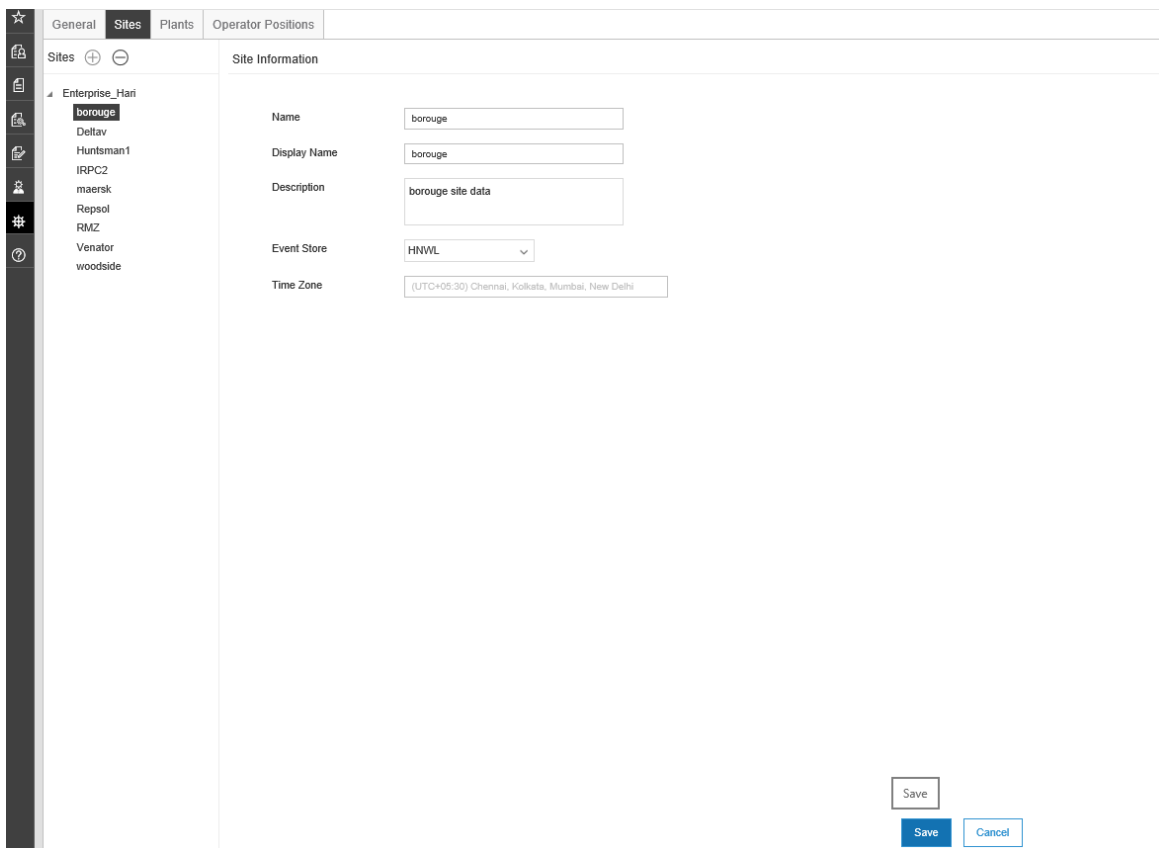 General Sites Plants Operator Positions
Sites
Enterprise_Hari
borouge
Deltav
Huntsman1
IRPC2
maersk
Repsol
RMZ
Venator
woodside
Site Information
Name borouge
Display Name borouge
Description borouge site data
Event Store HNWL
Time Zone (UTC+05:30) Chennai, Kolkata, Mumbai, New Delhi
Save
Save Cancel